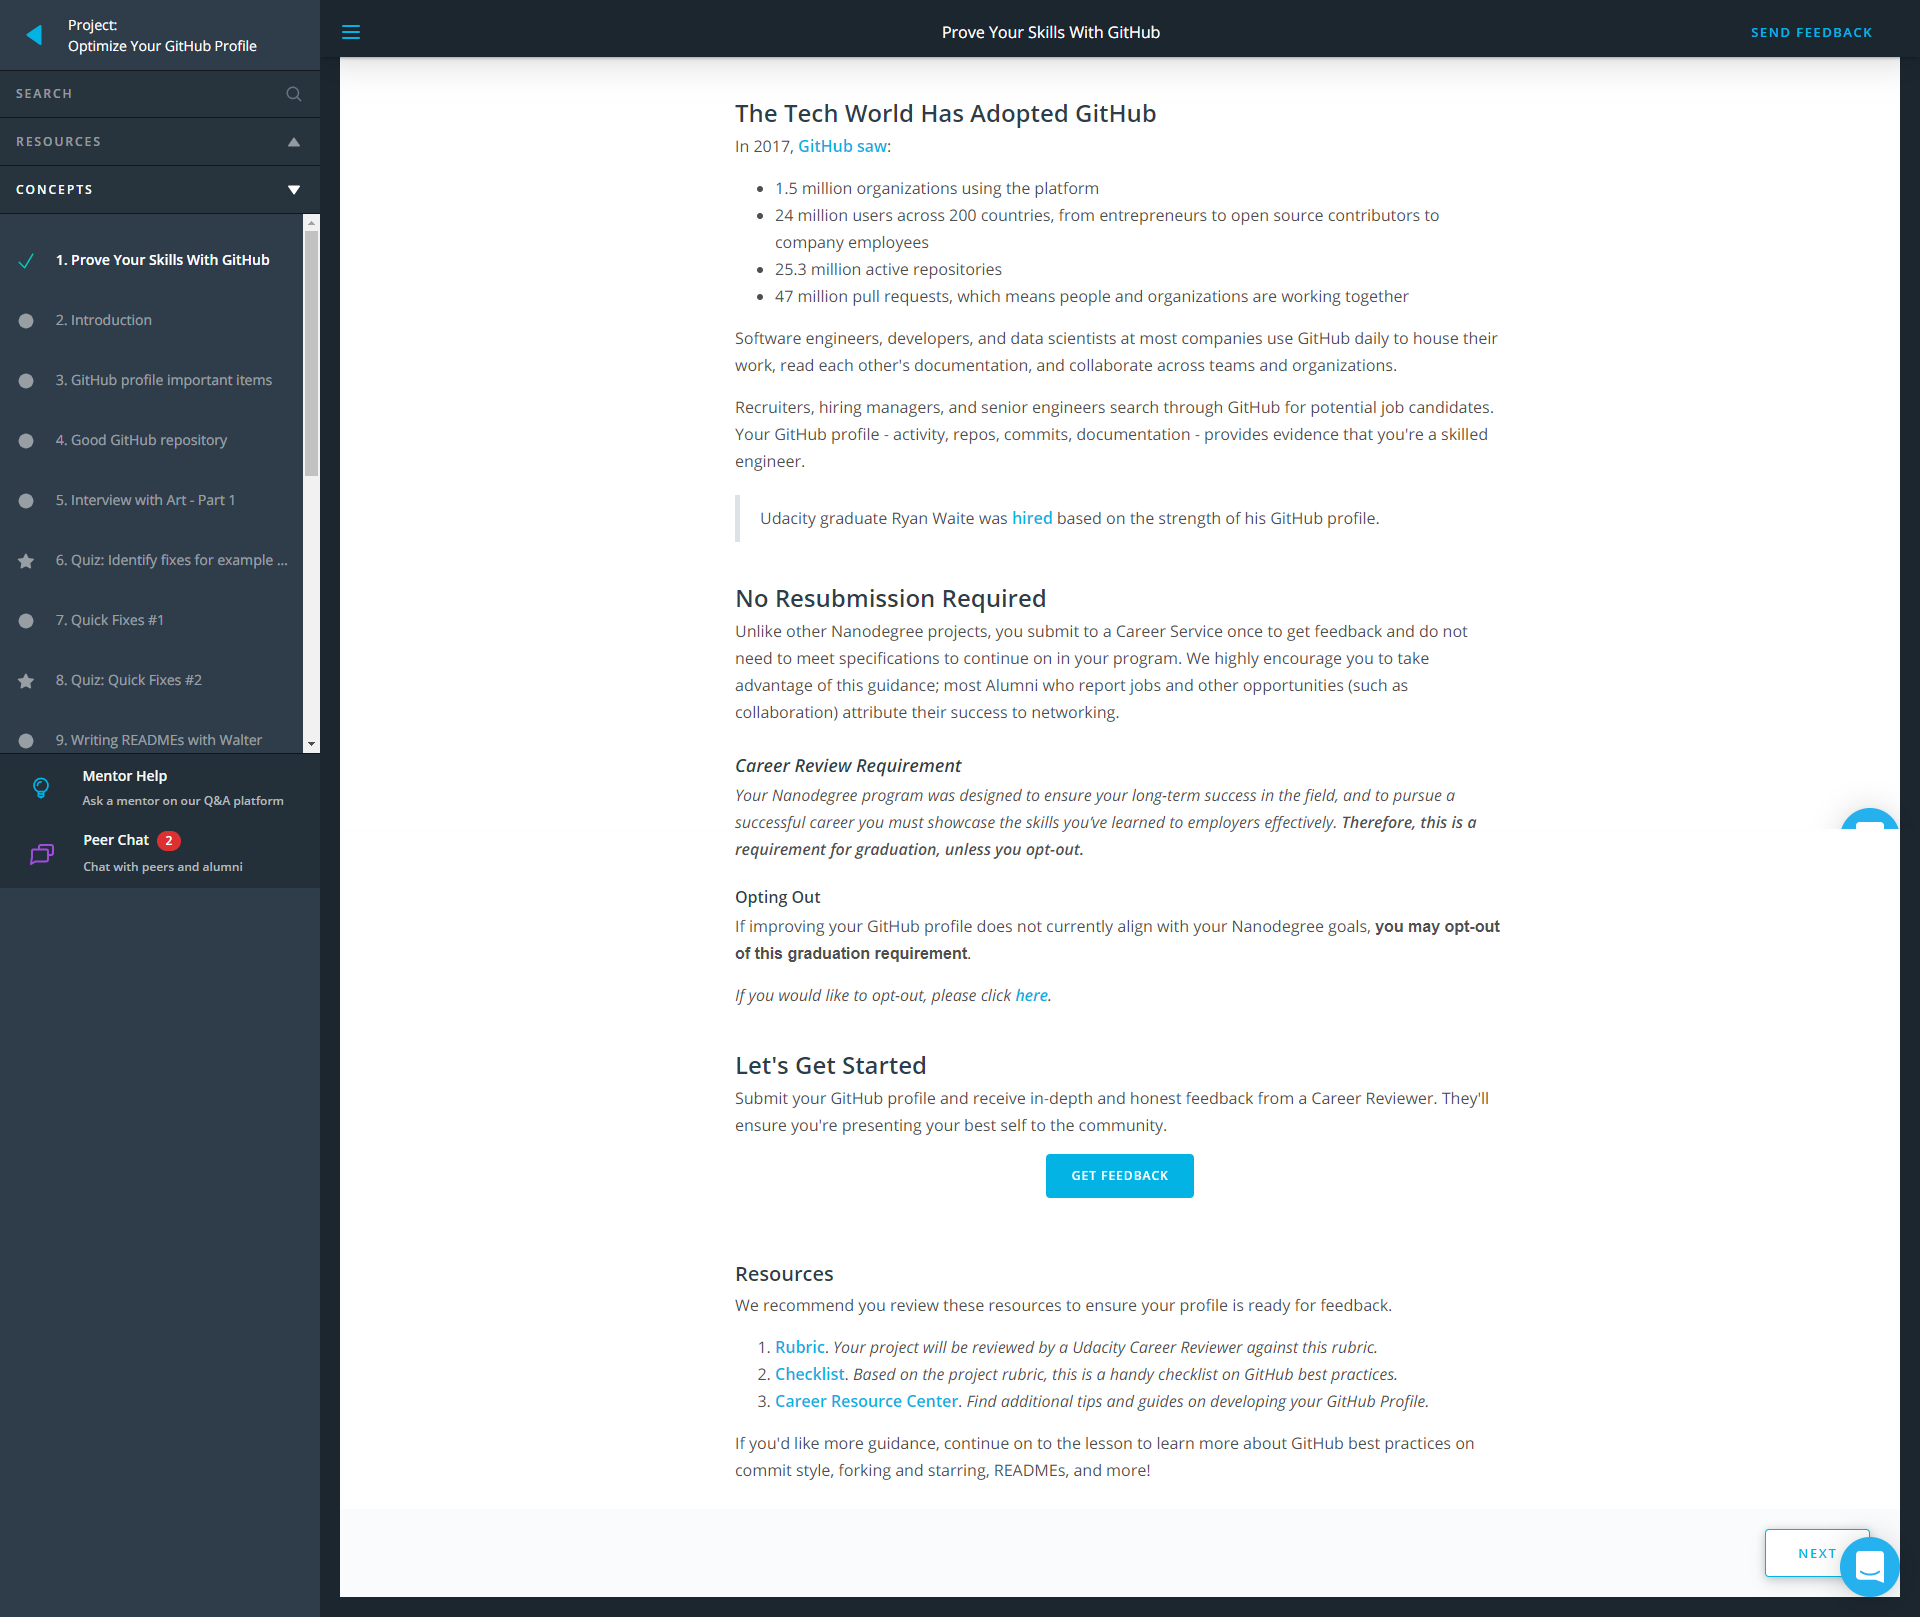 Project:
Optimize Your GitHub Profile
SEARCH
RESOURCES
CONCEPTS
1. Prove Your Skills With GitHub
2. Introduction
3. GitHub profile important items
4. Good GitHub repository
5. Interview with Art - Part 1
6. Quiz: Identify fixes for example ...
7. Quick Fixes #1
8. Quiz: Quick Fixes #2
9. Writing READMEs with Walter
Mentor Help
Ask a mentor on our Q&A platform
Peer Chat 2
Chat with peers and alumni
Prove Your Skills With GitHub
SEND FEEDBACK
The Tech World Has Adopted GitHub
In 2017, GitHub saw:
• 1.5 million organizations using the platform
• 24 million users across 200 countries, from entrepreneurs to open source contributors to
company employees
• 25.3 million active repositories
• 47 million pull requests, which means people and organizations are working together
Software engineers, developers, and data scientists at most companies use GitHub daily to house their
work, read each other's documentation, and collaborate across teams and organizations.
Recruiters, hiring managers, and senior engineers search through GitHub for potential job candidates.
Your GitHub profile - activity, repos, commits, documentation - provides evidence that you're a skilled
engineer.
Udacity graduate Ryan Waite was hired based on the strength of his GitHub profile.
No Resubmission Required
Unlike other Nanodegree projects, you submit to a Career Service once to get feedback and do not
need to meet specifications to continue on in your program. We highly encourage you to take
advantage of this guidance; most Alumni who report jobs and other opportunities (such as
collaboration) attribute their success to networking.
Career Review Requirement
Your Nanodegree program was designed to ensure your long-term success in the field, and to pursue a
successful career you must showcase the skills you’ve learned to employers effectively. Therefore, this is a
requirement for graduation, unless you opt-out.
Opting Out
If improving your GitHub profile does not currently align with your Nanodegree goals, you may opt-out
of this graduation requirement.
If you would like to opt-out, please click here.
Let's Get Started
Submit your GitHub profile and receive in-depth and honest feedback from a Career Reviewer. They'll
ensure you're presenting your best self to the community.
GET FEEDBACK
Resources
We recommend you review these resources to ensure your profile is ready for feedback.
1. Rubric. Your project will be reviewed by a Udacity Career Reviewer against this rubric.
2. Checklist. Based on the project rubric, this is a handy checklist on GitHub best practices.
3. Career Resource Center. Find additional tips and guides on developing your GitHub Profile.
If you'd like more guidance, continue on to the lesson to learn more about GitHub best practices on
commit style, forking and starring, READMEs, and more!
NEXT